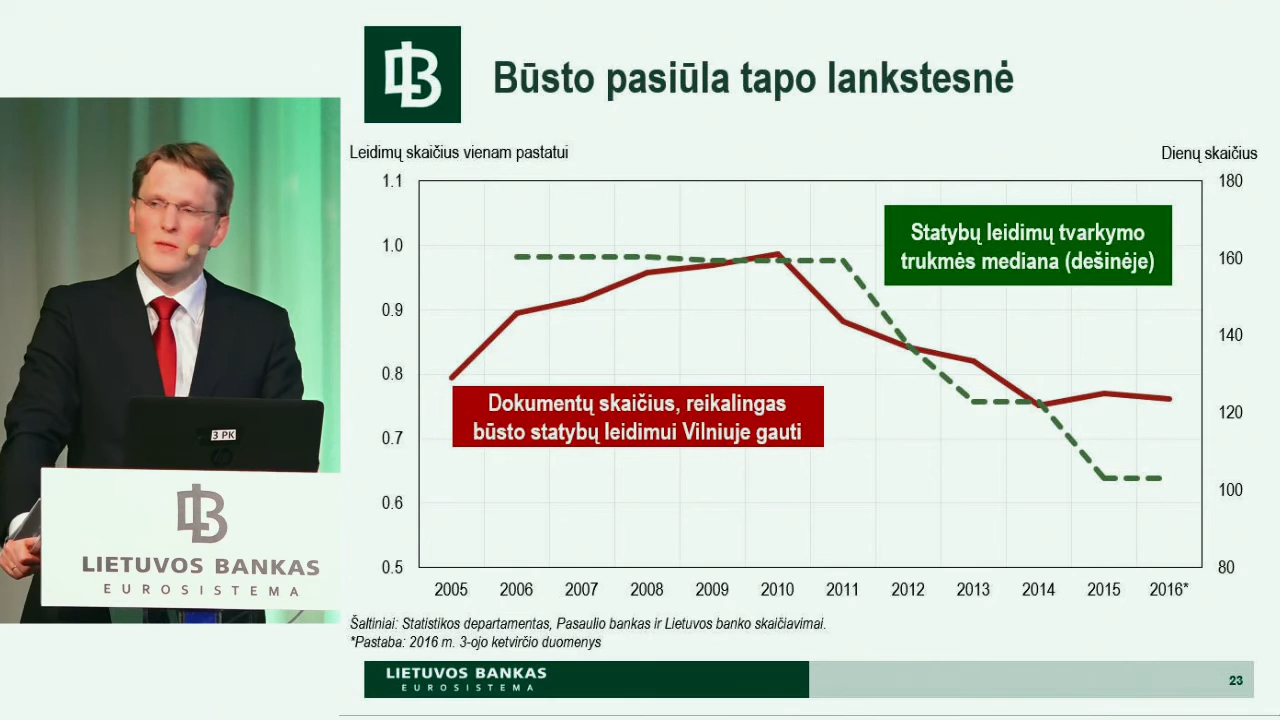 Būsto pasiūla tapo lankstesnė
Leidimų skaičius vienam pastatui
Dienų skaičius
1.1
1.0
0.9
0.8
0.7
0.6
0.5
180
160
140
120
100
80
Statybų leidimų tvarkymo
trukmės mediana (dešinėje)
Dokumentų skaičius, reikalingas
būsto statybų leidimui Vilniuje gauti
2005 2006 2007 2008 2009 2010 2011 2012 2013 2014 2015 2016*
Šaltiniai: Statistikos departamentas, Pasaulio bankas ir Lietuvos banko skaičiavimai.
*Pastaba: 2016 m. 3-ojo ketvirčio duomenys
LIETUVOS BANKAS
EUROSISTEMA
23
3 PK
LIETUVOS BANKAS
EUROSISTEMA